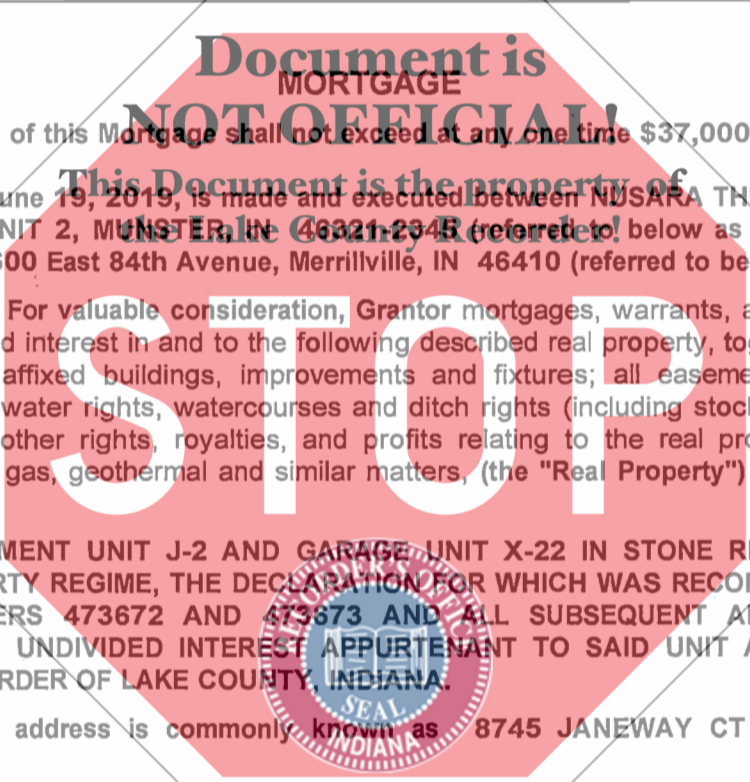 Document is
MORTGAGE
NOT OFFICIAL!
of this Mortgage shall not exceed at any one time $37,000
This Document is the property of
une 19, 2019, is made and executed between NUSARA TH
the Lake County Recorder!
NIT 2, MUNSTER, IN 46321-2345 (referred to below as
00 East 84th Avenue, Merrillville, IN 46410 (referred to be
For valuable consideration, Grantor mortgages, warrants, a
d interest in and to the following described real property, tog
affixed buildings, improvements and fixtures; all easeme
water rights, watercourses and ditch rights (including stock
other rights, royalties, and profits relating to the real pro
gas, geothermal and similar matters, (the "Real Property")
STOP
MENT UNIT J-2 AND GARAGE UNIT X-22 IN STONE RI
RTY REGIME, THE DECLARATION FOR WHICH WAS RECOR
ERS 473672 AND 473673 AND ALL SUBSEQUENT AM
UNDIVIDED INTEREST APPURTENANT TO SAID UNIT A
RDER OF LAKE COUNTY, INDIANA.
RECORDER'S OFFICE
SEAL
INDIANA
address is commonly known as 8745 JANEWAY CT